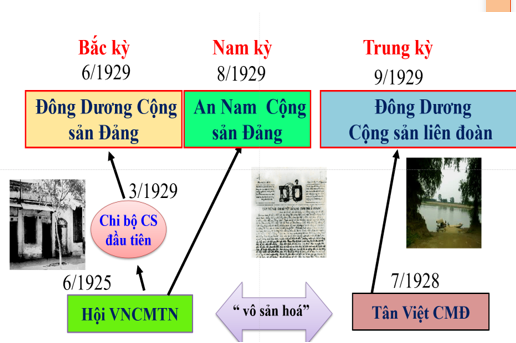 Bắc kỳ
Nam kỳ
Trung kỳ
6/1929
8/1929
9/1929
Đông Dương Cộng
sản Đảng
An Nam Cộng
sản Đảng
Đông Dương
Cộng sản liên đoàn
3/1929
Chi bộ CS
đầu tiên
ĐỎ
6/1925
7/1928
Hội VNCMTN
“ vô sản hoá”
Tân Việt CMĐ